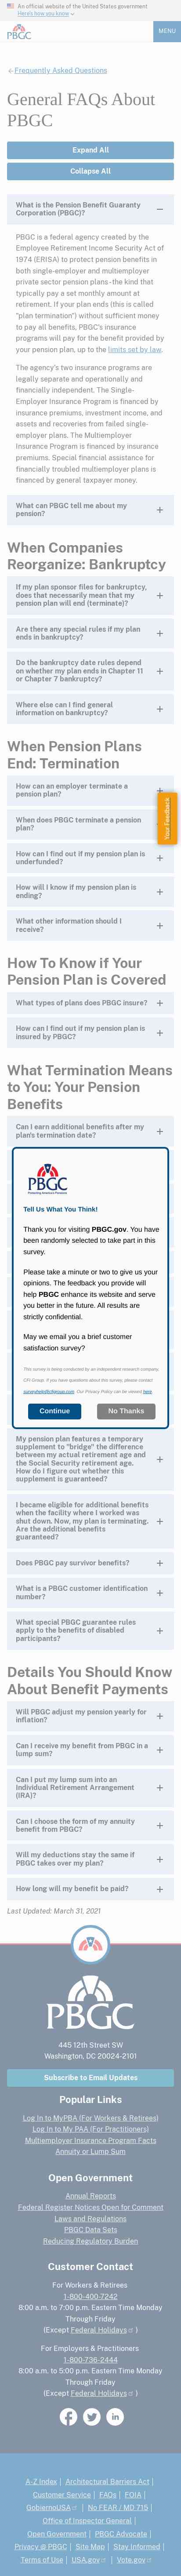 An official website of the United States government
Here's how you know
PBGC
MENU
Frequently Asked Questions
General FAQs About
PBGC
Expand All
Collapse All
What is the Pension Benefit Guaranty
Corporation (PBGC)?
PBGC is a federal agency created by the
Employee Retirement Income Security Act of
1974 (ERISA) to protect pension benefits in
both single-employer and multiemployer
private sector pension plans - the kind that
typically pay a set monthly amount at
retirement. If your plan ends (this is called
"plan termination") without sufficient money
to pay all benefits, PBGC's insurance
programs will pay you the benefit provided by
your pension plan, up to the limits set by law.
The agency's two insurance programs are
legally separate and operationally and
financially independent. The Single-
Employer Insurance Program is financed by
insurance premiums, investment income,
and, for terminated plans, the assets from
those plans and recoveries from the
companies formerly responsible for the
plans. The Multiemployer Insurance
Program is financed by insurance
premiums. Special financial assistance
funding for certain multiemployer plans is
financed by general taxpayer
What can PBGC tell me about my
pension?
When Companies
Reorganize: Bankruptcy
If my plan sponsor files for bankruptcy,
does that necessarily mean that my
pension plan will end (terminate)?
Are there any special rules if my plan
ends in bankruptcy?
Do the bankruptcy date rules depend
on whether my plan ends in Chapter 11
or Chapter 7 bankruptcy?
Where else can I find general
information on bankruptcy?
When Pension Plans
End: Termination
How can an employer terminate a
pension plan?
Your Feedback
When does PBGC terminate a pension
plan?
How can I find out if my pension plan is
underfunded?
How will I know if my pension plan is
ending?
What other information should I
receive?
How To Know if Your
Pension Plan is Covered
What types of plans does PBGC insure?
How can I find out if my pension plan is
insured by PBGC?
What Termination Means
to You: Your Pension
Benefits
Can I earn additional benefits after my
plan's termination date?
PBGC
Protecting America's Pensions
Tell Us What You Think!
Thank you for visiting PBGC.gov. You have
been randomly selected to take part in this
survey.
Please take a minute or two to give us your
opinions. The feedback you provide will
help PBGC enhance its website and serve
you better in the future. All results are
strictly confidential.
May we email you a brief customer
satisfaction survey?
This survey is being conducted by an independent research company,
CFI Group. If you have questions about this survey, please contact
surveyhelp@cfigroup.com. Our Privacy Policy can be viewed here.
Continue
No Thanks
My pension plan features a temporary
supplement to "bridge" the difference
between my actual retirement age and
the Social Security retirement age.
How do I figure out whether this
supplement is guaranteed?
I became eligible for additional benefits
when the facility where I worked was
shut down. Now, my plan is terminating.
Are the additional benefits
guaranteed?
Does PBGC pay survivor benefits?
What is a PBGC customer identification
number?
What special PBGC guarantee rules
apply to the benefits of disabled
participants?
Details You Should Know
About Benefit Payments
Will PBGC adjust my pension yearly for
inflation?
Can I receive my benefit from PBGC in a
lump sum?
Can I put my lump sum into an
Individual Retirement Arrangement
(IRA)?
Can I choose the form of my annuity
benefit from PBGC?
Will my deductions stay the same if
PBGC takes over my plan?
How long will my benefit be paid?
Last Updated: March 31, 2021
PBGC
445 12th Street SW
Washington, DC 20024-2101
Subscribe to Email Updates
Popular Links
Log In to MyPBA (For Workers & Retirees)
Log In to My PAA (For Practitioners)
Multiemployer Insurance Program Facts
Annuity or Lump Sum
Open Government
Annual Reports
Federal Register Notices Open for Comment
Laws and Regulations
PBGC Data Sets
Reducing Regulatory Burden
Customer Contact
For Workers & Retirees
1-800-400-7242
8:00 a.m. to 7:00 p.m. Eastern Time Monday
Through Friday
(Except Federal Holidays )
For Employers & Practitioners
1-800-736-2444
8:00 a.m. to 5:00 p.m. Eastern Time Monday
Through Friday
(Except Federal Holidays )
A-Z Index | Architectural Barriers Act |
Customer Service | FAQs | FOIA |
GobiernoUSA | No FEAR / MD 715 |
Office of Inspector General |
Open Government | PBGC Advocate |
Privacy @ PBGC | Site Map | Stay Informed |
Terms of Use | USA.gov | Vote.gov